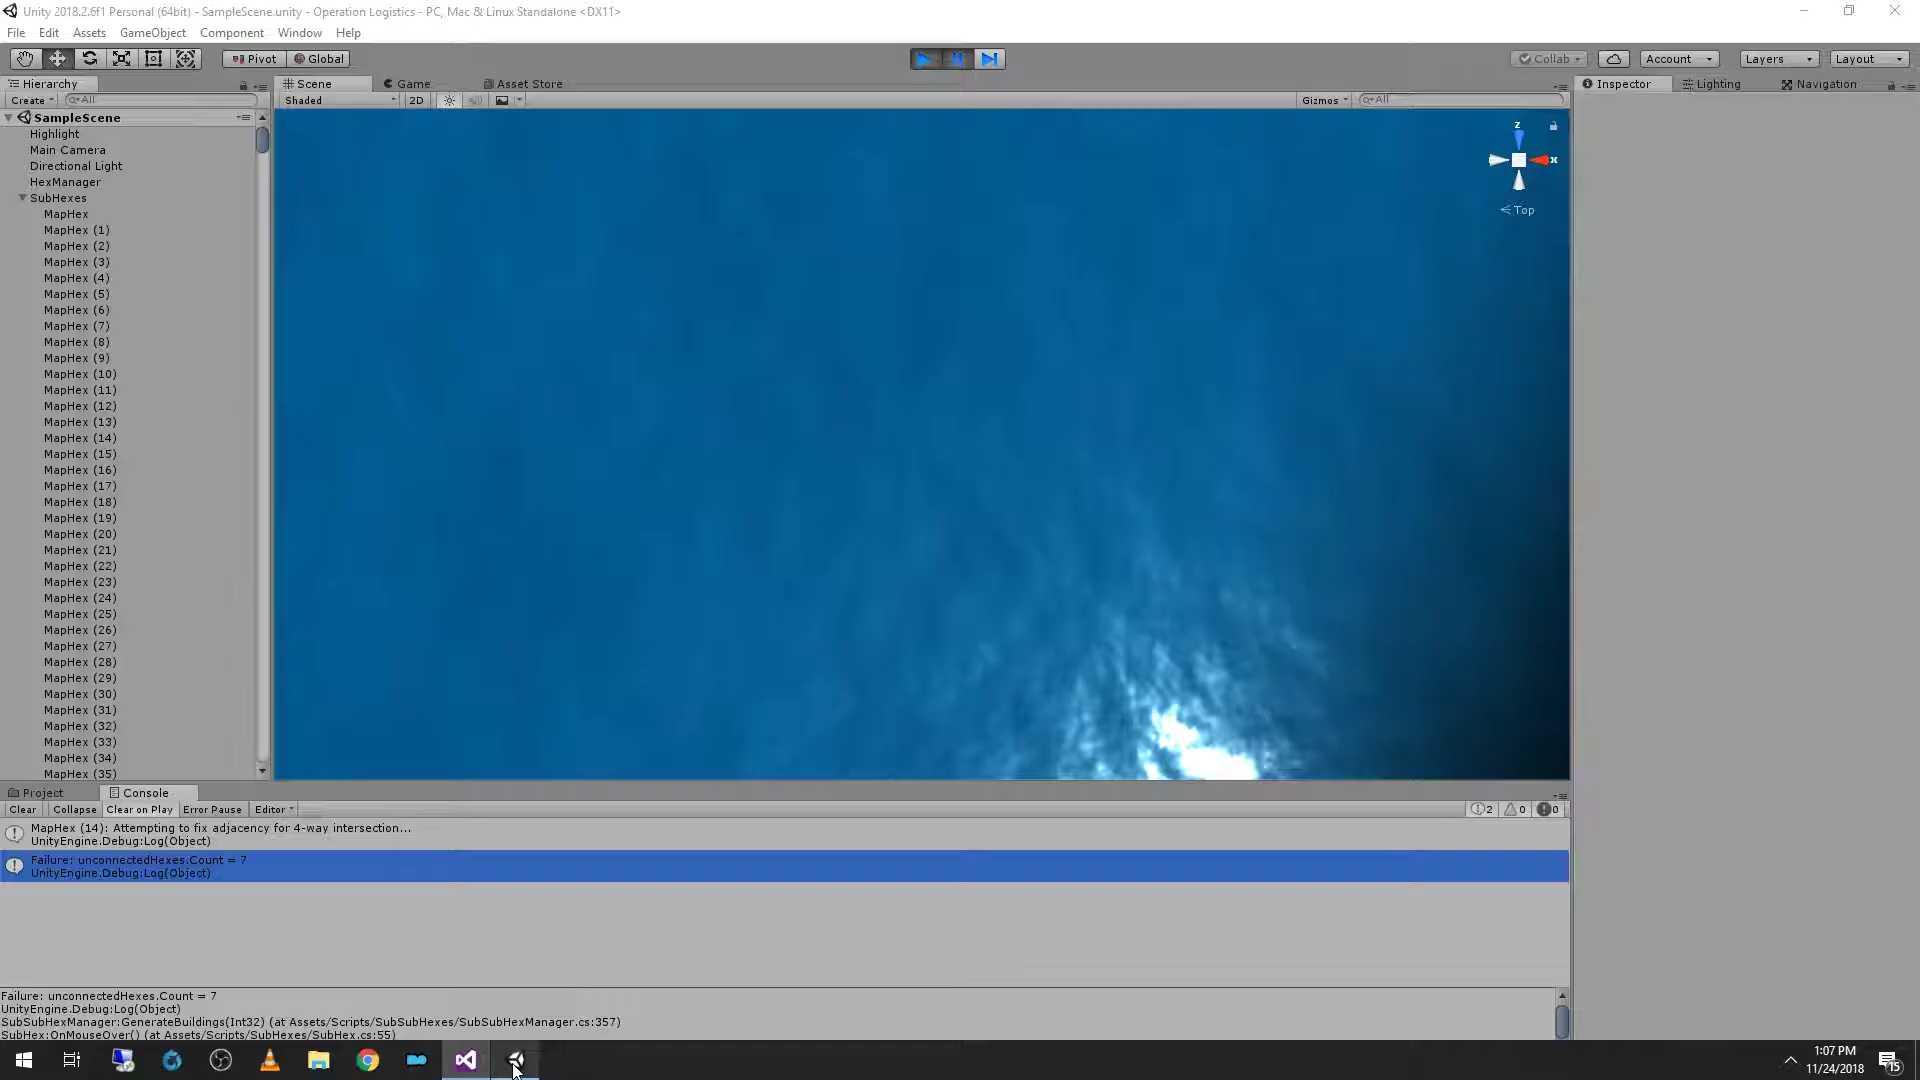 Unity 2018.2.6f1 Personal (64bit) - SampleScene.unity - Operation Logistics - PC, Mac & Linux Standalone <DX11>
File Edit Assets GameObject Component Window Help
Pivot Global Collab Account Layers Layout
Hierarchy Scene Game Asset Store Inspector Lighting Navigation
Create All Shaded 2D Gizmos All
SampleScene
Highlight
Main Camera
Directional Light
HexManager
SubHexes
MapHex
MapHex (1)
MapHex (2)
MapHex (3)
MapHex (4)
MapHex (5)
MapHex (6)
MapHex (7)
MapHex (8)
MapHex (9)
MapHex (10)
MapHex (11)
MapHex (12)
MapHex (13)
MapHex (14)
MapHex (15)
MapHex (16)
MapHex (17)
MapHex (18)
MapHex (19)
MapHex (20)
MapHex (21)
MapHex (22)
MapHex (23)
MapHex (24)
MapHex (25)
MapHex (26)
MapHex (27)
MapHex (28)
MapHex (29)
MapHex (30)
MapHex (31)
MapHex (32)
MapHex (33)
MapHex (34)
MapHex (35)
z
x
< Top
Project Console
Clear Collapse Clear on Play Error Pause Editor 2 0 0
MapHex (14): Attempting to fix adjacency for 4-way intersection...
UnityEngine.Debug:Log(Object)
Failure: unconnectedHexes.Count = 7
UnityEngine.Debug:Log(Object)
Failure: unconnectedHexes.Count = 7
UnityEngine.Debug:Log(Object)
SubSubHexManager:GenerateBuildings(Int32) (at Assets/Scripts/SubSubHexes/SubSubHexManager.cs:357)
SubHex:OnMouseOver() (at Assets/Scripts/SubHexes/SubHex.cs:55)
1:07 PM
11/24/2018
15